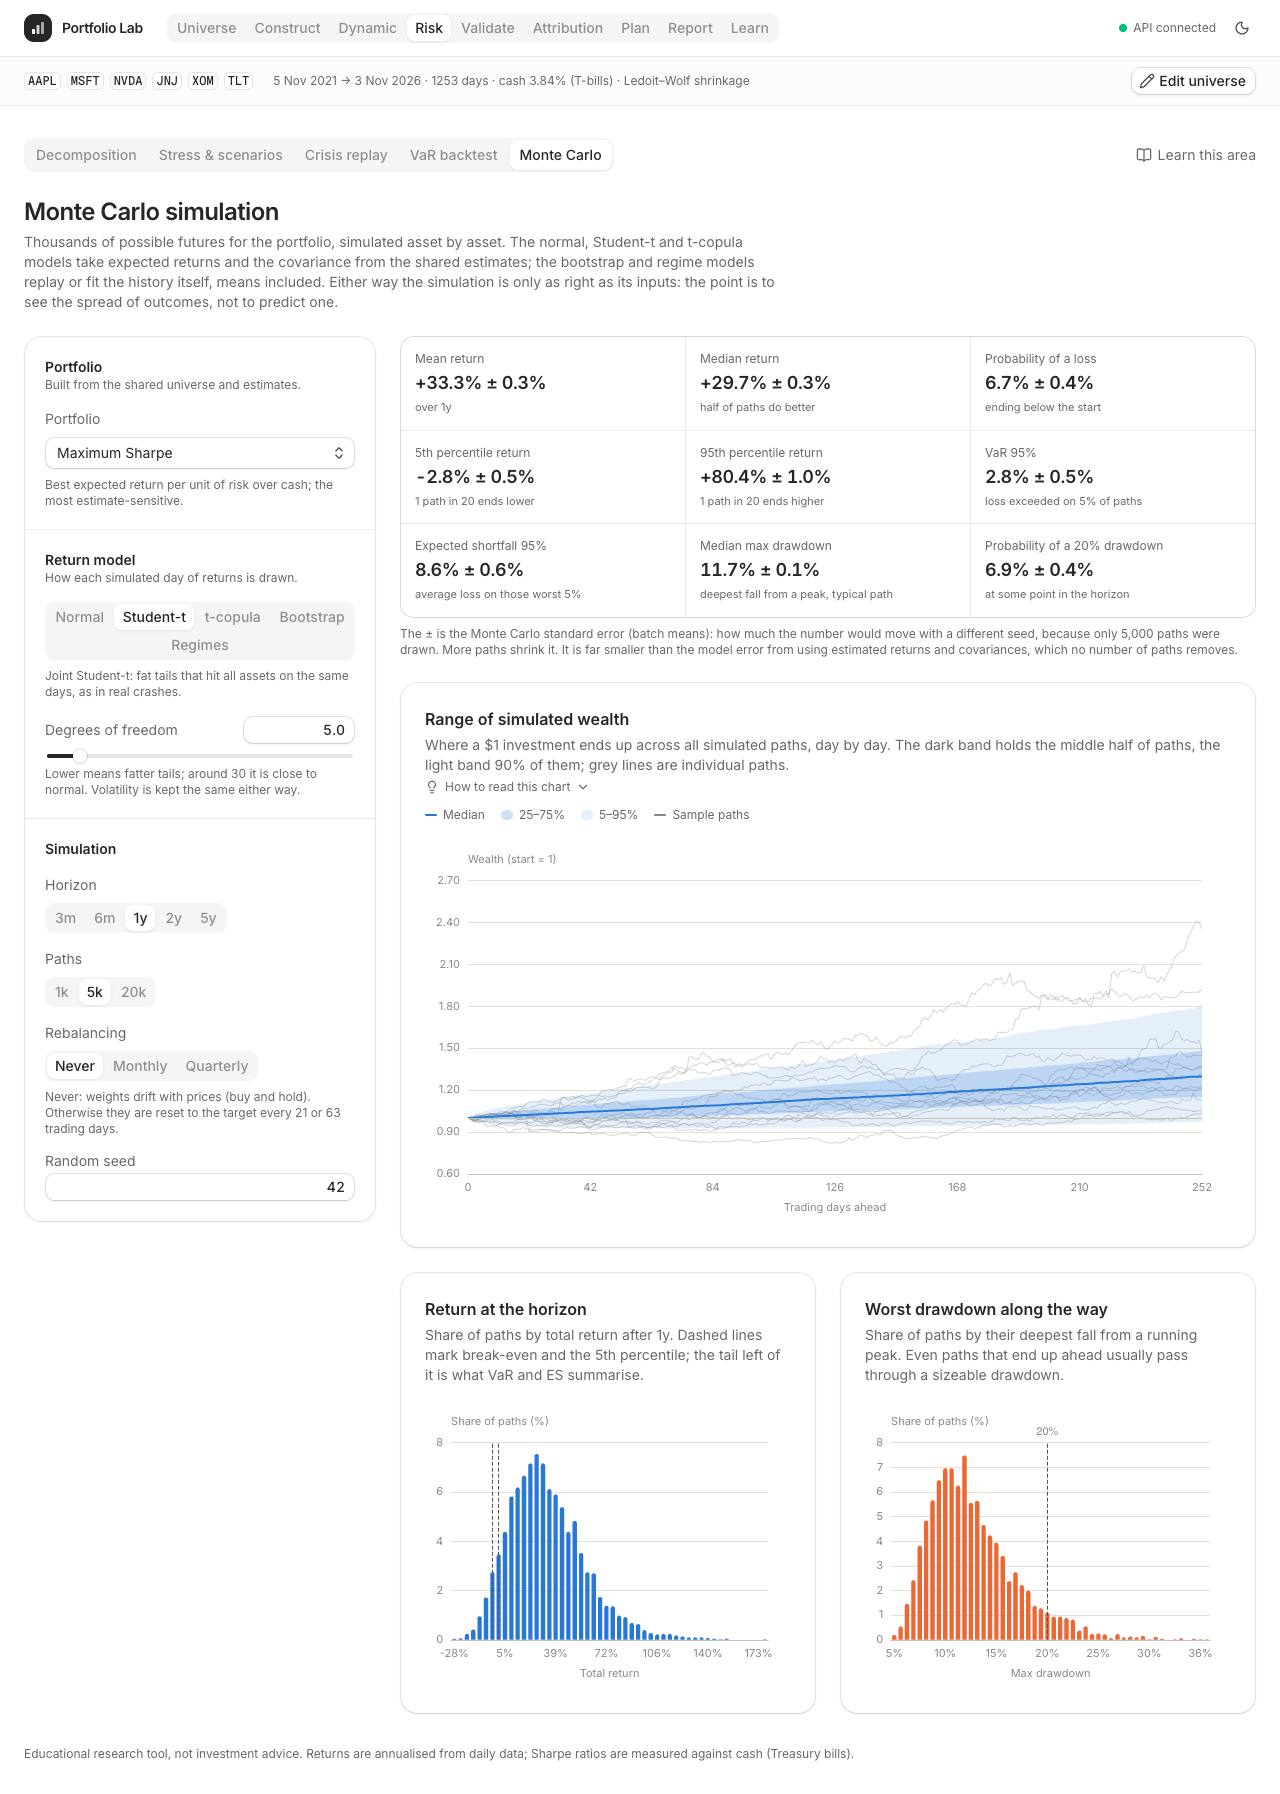 Portfolio Lab
Universe Construct Dynamic Risk Validate Attribution Plan Report Learn
API connected
AAPL MSFT NVDA JNJ XOM TLT 5 Nov 2021 → 3 Nov 2026 · 1253 days · cash 3.84% (T-bills) · Ledoit–Wolf shrinkage
Edit universe
Decomposition Stress & scenarios Crisis replay VaR backtest Monte Carlo
Learn this area
Monte Carlo simulation
Thousands of possible futures for the portfolio, simulated asset by asset. The normal, Student-t and t-copula
models take expected returns and the covariance from the shared estimates; the bootstrap and regime models
replay or fit the history itself, means included. Either way the simulation is only as right as its inputs: the point is to
see the spread of outcomes, not to predict one.
Portfolio
Built from the shared universe and estimates.
Portfolio
Maximum Sharpe
Best expected return per unit of risk over cash; the
most estimate-sensitive.
Return model
How each simulated day of returns is drawn.
Normal Student-t t-copula Bootstrap
Regimes
Joint Student-t: fat tails that hit all assets on the same
days, as in real crashes.
Degrees of freedom 5.0
Lower means fatter tails; around 30 it is close to
normal. Volatility is kept the same either way.
Simulation
Horizon
3m 6m 1y 2y 5y
Paths
1k 5k 20k
Rebalancing
Never Monthly Quarterly
Never: weights drift with prices (buy and hold).
Otherwise they are reset to the target every 21 or 63
trading days.
Random seed
42
Mean return
+33.3% ± 0.3%
over 1y
Median return
+29.7% ± 0.3%
half of paths do better
Probability of a loss
6.7% ± 0.4%
ending below the start
5th percentile return
-2.8% ± 0.5%
1 path in 20 ends lower
95th percentile return
+80.4% ± 1.0%
1 path in 20 ends higher
VaR 95%
2.8% ± 0.5%
loss exceeded on 5% of paths
Expected shortfall 95%
8.6% ± 0.6%
average loss on those worst 5%
Median max drawdown
11.7% ± 0.1%
deepest fall from a peak, typical path
Probability of a 20% drawdown
6.9% ± 0.4%
at some point in the horizon
The ± is the Monte Carlo standard error (batch means): how much the number would move with a different seed, because only 5,000 paths were
drawn. More paths shrink it. It is far smaller than the model error from using estimated returns and covariances, which no number of paths removes.
Range of simulated wealth
Where a $1 investment ends up across all simulated paths, day by day. The dark band holds the middle half of paths, the
light band 90% of them; grey lines are individual paths.
How to read this chart
Median 25–75% 5–95% Sample paths
Wealth (start = 1)
2.70
2.40
2.10
1.80
1.50
1.20
0.90
0.60
0 42 84 126 168 210 252
Trading days ahead
Return at the horizon
Share of paths by total return after 1y. Dashed lines
mark break-even and the 5th percentile; the tail left of
it is what VaR and ES summarise.
Share of paths (%)
8
6
4
2
0
-28% 5% 39% 72% 106% 140% 173%
Total return
Worst drawdown along the way
Share of paths by their deepest fall from a running
peak. Even paths that end up ahead usually pass
through a sizeable drawdown.
Share of paths (%)
20%
8
7
6
5
4
3
2
1
0
5% 10% 15% 20% 25% 30% 36%
Max drawdown
Educational research tool, not investment advice. Returns are annualised from daily data; Sharpe ratios are measured against cash (Treasury bills).